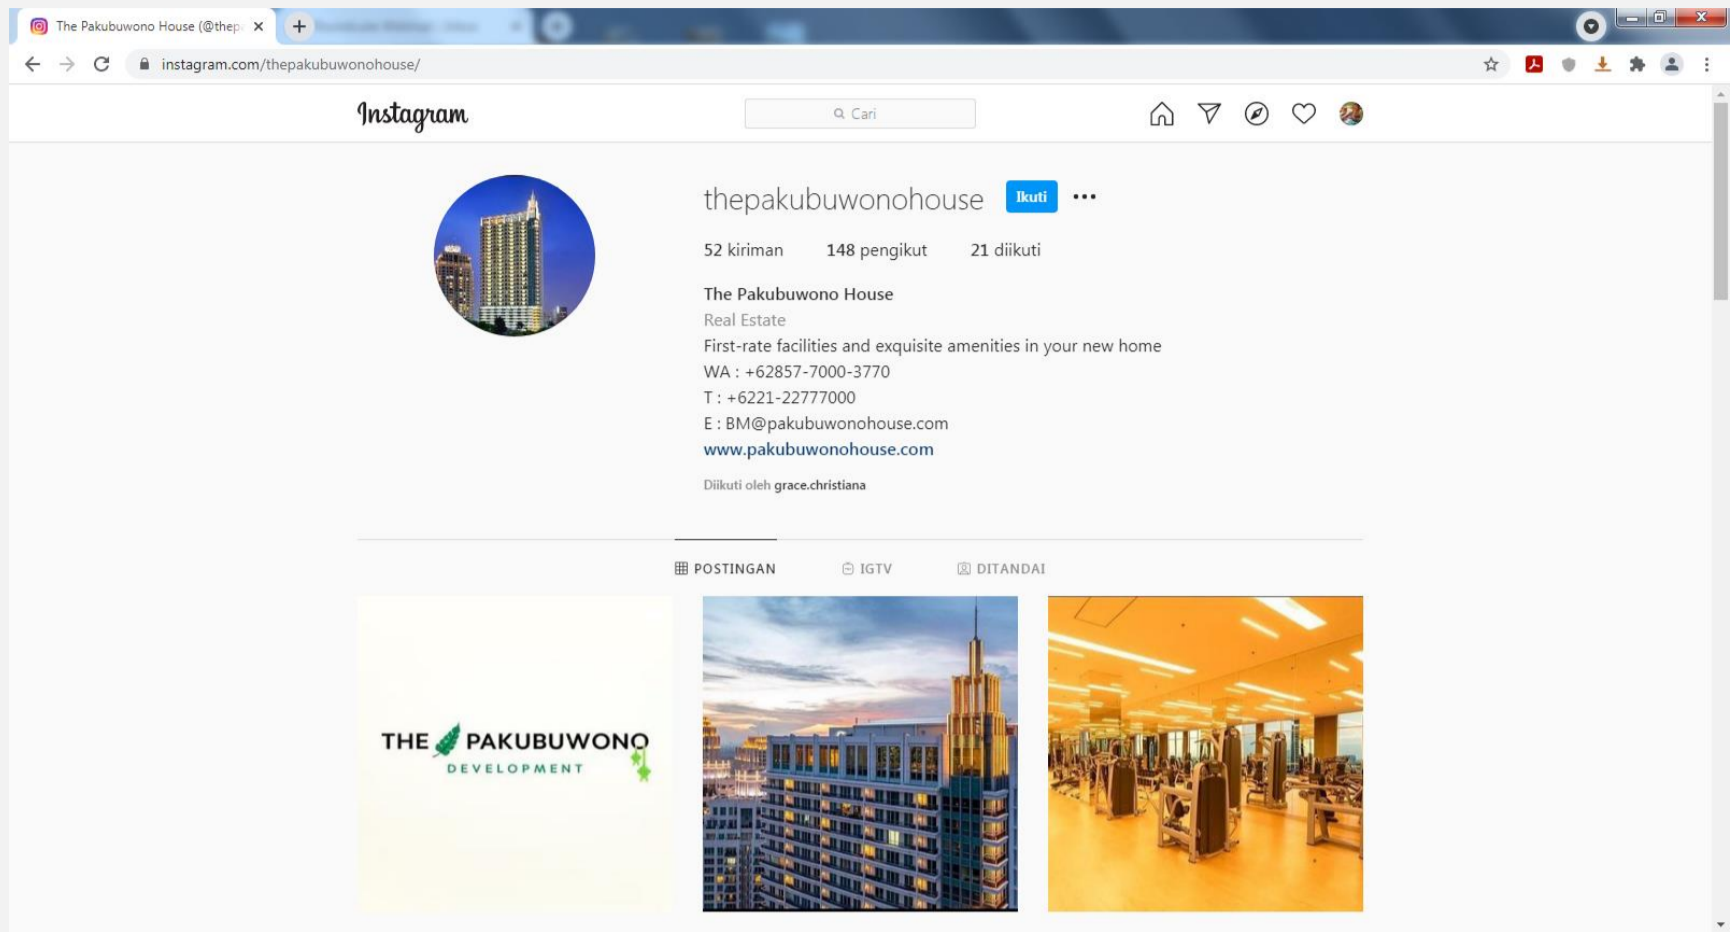 The Pakubuwono House (@thep
instagram.com/thepakubuwonohouse/
Instagram
Cari
thepakubuwonohouse Ikuti
52 kiriman 148 pengikut 21 diikuti
The Pakubuwono House
Real Estate
First-rate facilities and exquisite amenities in your new home
WA : +62857-7000-3770
T : +6221-22777000
E : BM@pakubuwonohouse.com
www.pakubuwonohouse.com
Diikuti oleh grace.christiana
POSTINGAN IGTV DITANDAI
THE PAKUBUWONO
DEVELOPMENT